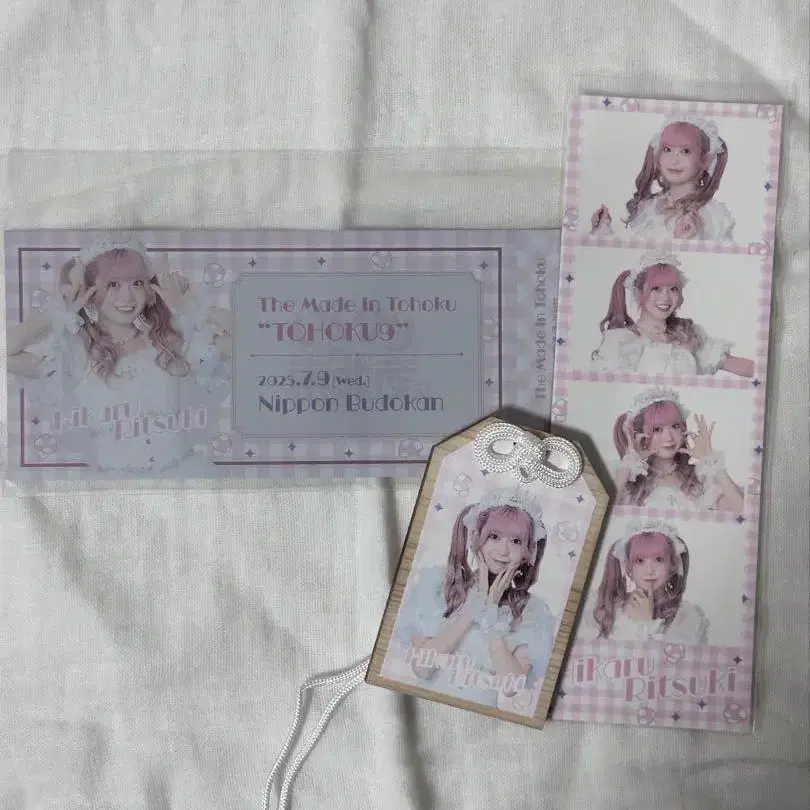 The Made In Tohoku
"TOHOKU9"
2025.7.9 [Wed.]
Nippon Budokan
Hikaru
Ritsuki
The Made In Tohoku
Hikaru
Ritsuki
ikaru
Ritsuki